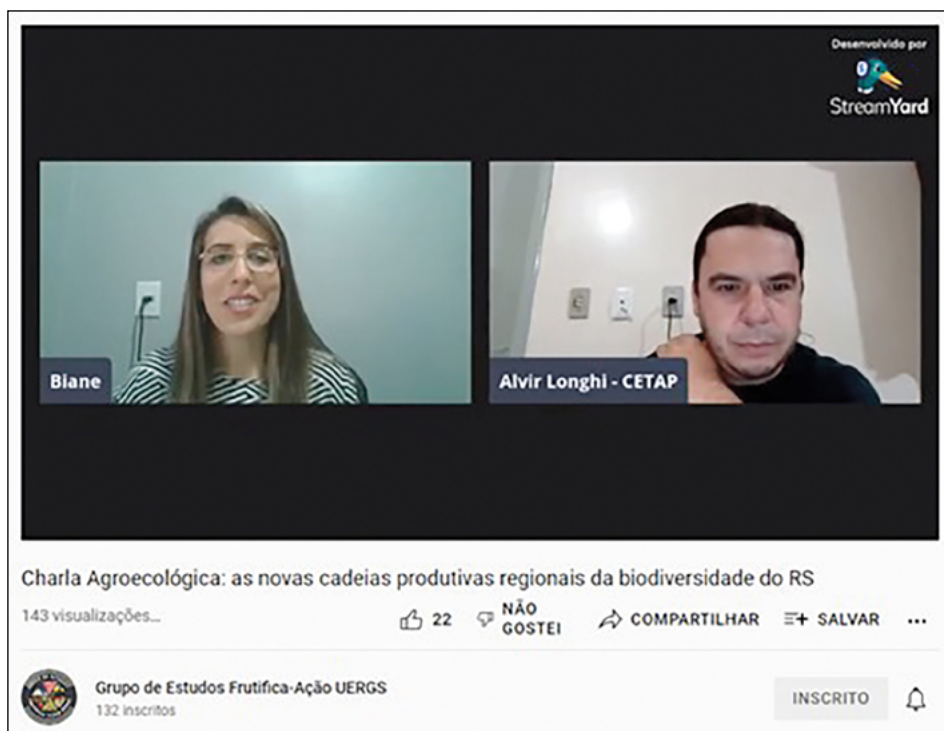 Desenvolvido por
StreamYard
Biane
Alvir Longhi - CETAP
Charla Agroecológica: as novas cadeias produtivas regionais da biodiversidade do RS
143 visualizações...
22
NÃO
GOSTEI
COMPARTILHAR
SALVAR
Grupo de Estudos Frutifica-Ação UERGS
132 inscritos
INSCRITO